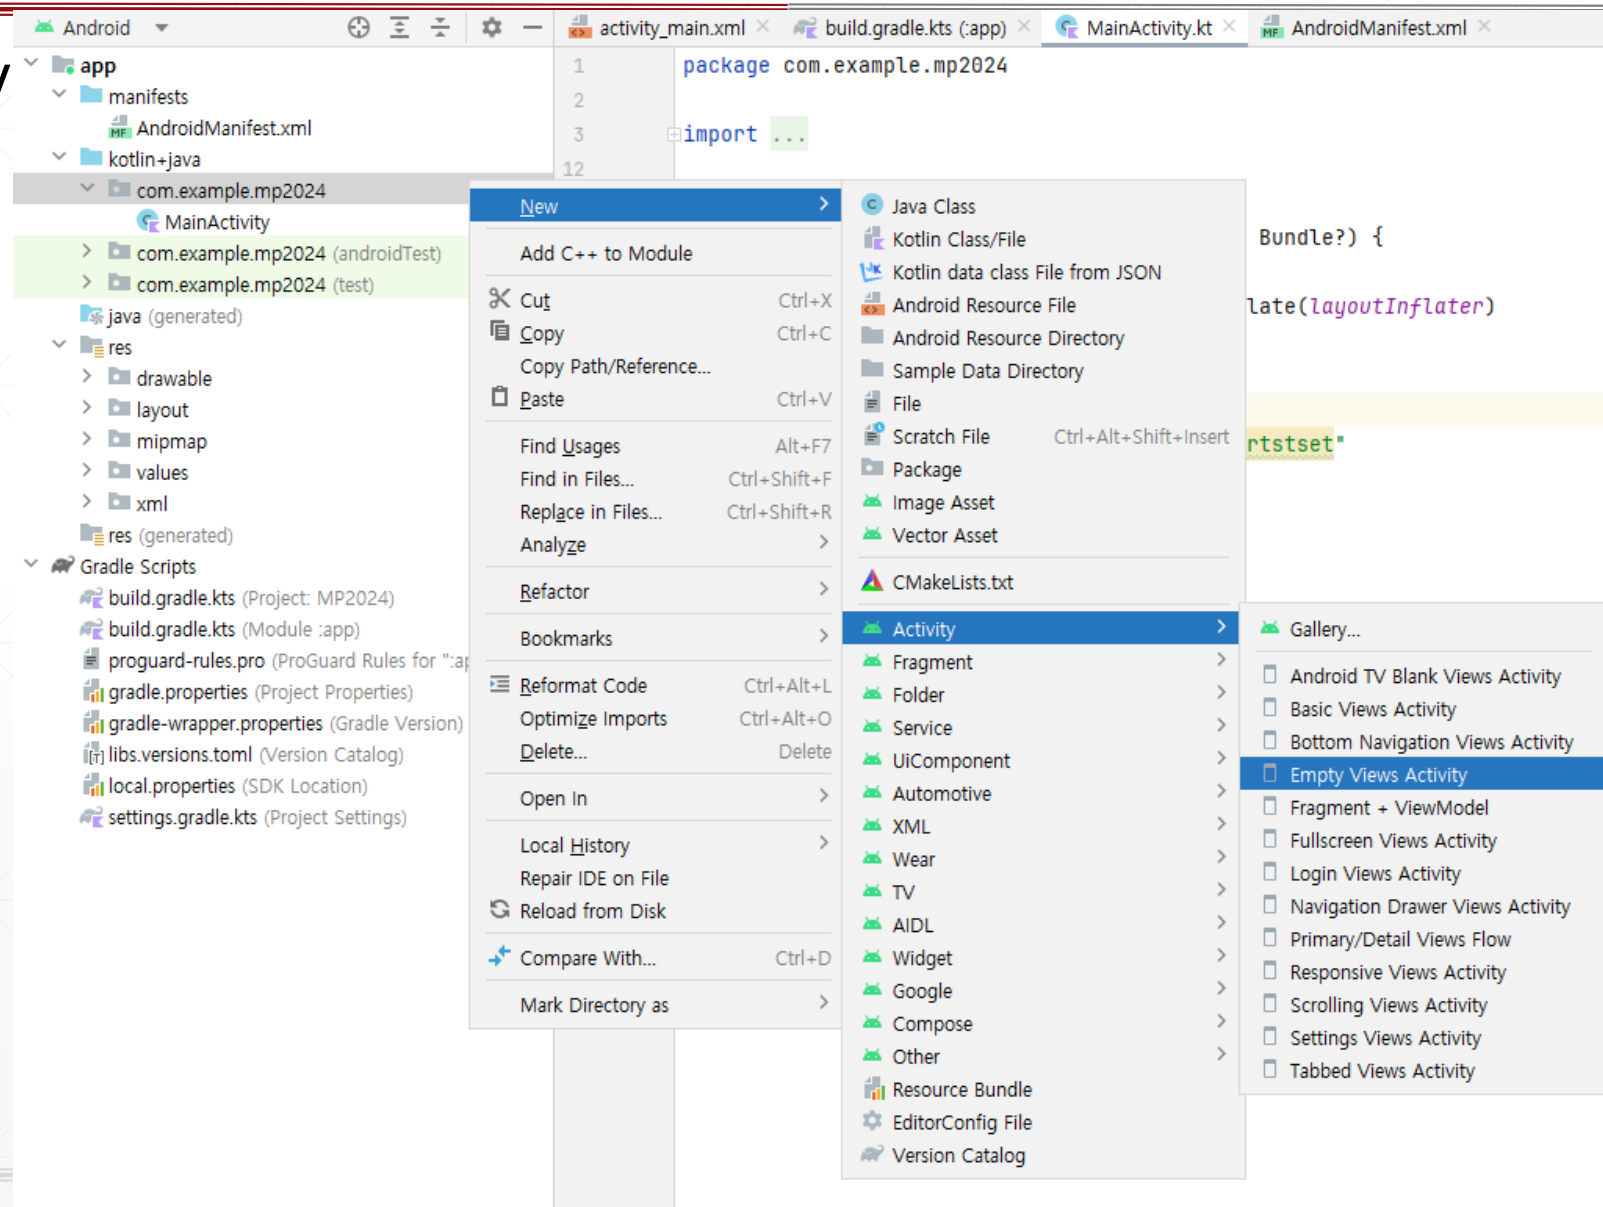 Android
activity_main.xml
build.gradle.kts (:app)
MainActivity.kt
AndroidManifest.xml
y
app
manifests
AndroidManifest.xml
kotlin+java
com.example.mp2024
MainActivity
com.example.mp2024 (androidTest)
com.example.mp2024 (test)
java (generated)
res
drawable
layout
mipmap
values
xml
res (generated)
Gradle Scripts
build.gradle.kts (Project: MP2024)
build.gradle.kts (Module :app)
proguard-rules.pro (ProGuard Rules for ":ap
gradle.properties (Project Properties)
gradle-wrapper.properties (Gradle Version)
libs.versions.toml (Version Catalog)
local.properties (SDK Location)
settings.gradle.kts (Project Settings)
1 package com.example.mp2024
2
3 import ...
12
Bundle?) {
late(layoutInflater)
rtstset"
New
Add C++ to Module
Cut Ctrl+X
Copy Ctrl+C
Copy Path/Reference...
Paste Ctrl+V
Find Usages Alt+F7
Find in Files... Ctrl+Shift+F
Replace in Files... Ctrl+Shift+R
Analyze
Refactor
Bookmarks
Reformat Code Ctrl+Alt+L
Optimize Imports Ctrl+Alt+O
Delete... Delete
Open In
Local History
Repair IDE on File
Reload from Disk
Compare With... Ctrl+D
Mark Directory as
Java Class
Kotlin Class/File
Kotlin data class File from JSON
Android Resource File
Android Resource Directory
Sample Data Directory
File
Scratch File Ctrl+Alt+Shift+Insert
Package
Image Asset
Vector Asset
CMakeLists.txt
Activity
Fragment
Folder
Service
UiComponent
Automotive
XML
Wear
TV
AIDL
Widget
Google
Compose
Other
Resource Bundle
EditorConfig File
Version Catalog
Gallery...
Android TV Blank Views Activity
Basic Views Activity
Bottom Navigation Views Activity
Empty Views Activity
Fragment + ViewModel
Fullscreen Views Activity
Login Views Activity
Navigation Drawer Views Activity
Primary/Detail Views Flow
Responsive Views Activity
Scrolling Views Activity
Settings Views Activity
Tabbed Views Activity